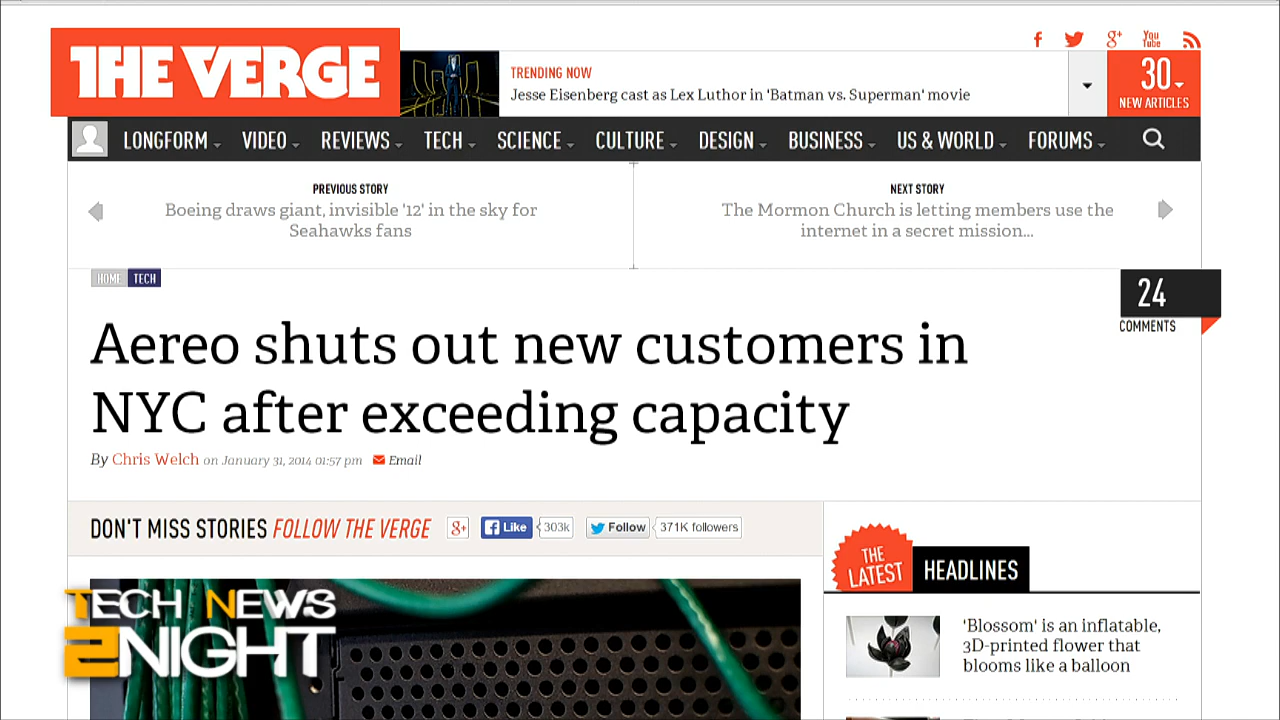 THE VERGE
TRENDING NOW
Jesse Eisenberg cast as Lex Luthor in 'Batman vs. Superman' movie
f
g+
You
Tube
30
NEW ARTICLES
LONGFORM
VIDEO
REVIEWS
TECH
SCIENCE
CULTURE
DESIGN
BUSINESS
US & WORLD
FORUMS
PREVIOUS STORY
Boeing draws giant, invisible '12' in the sky for
Seahawks fans
NEXT STORY
The Mormon Church is letting members use the
internet in a secret mission...
HOME TECH
24
COMMENTS
Aereo shuts out new customers in
NYC after exceeding capacity
By Chris Welch on January 31, 2014 01:57 pm Email
DON'T MISS STORIES FOLLOW THE VERGE
g+
f Like 303k
Follow 371K followers
THE
LATEST
HEADLINES
'Blossom' is an inflatable,
3D-printed flower that
blooms like a balloon
TECH NEWS
2NIGHT